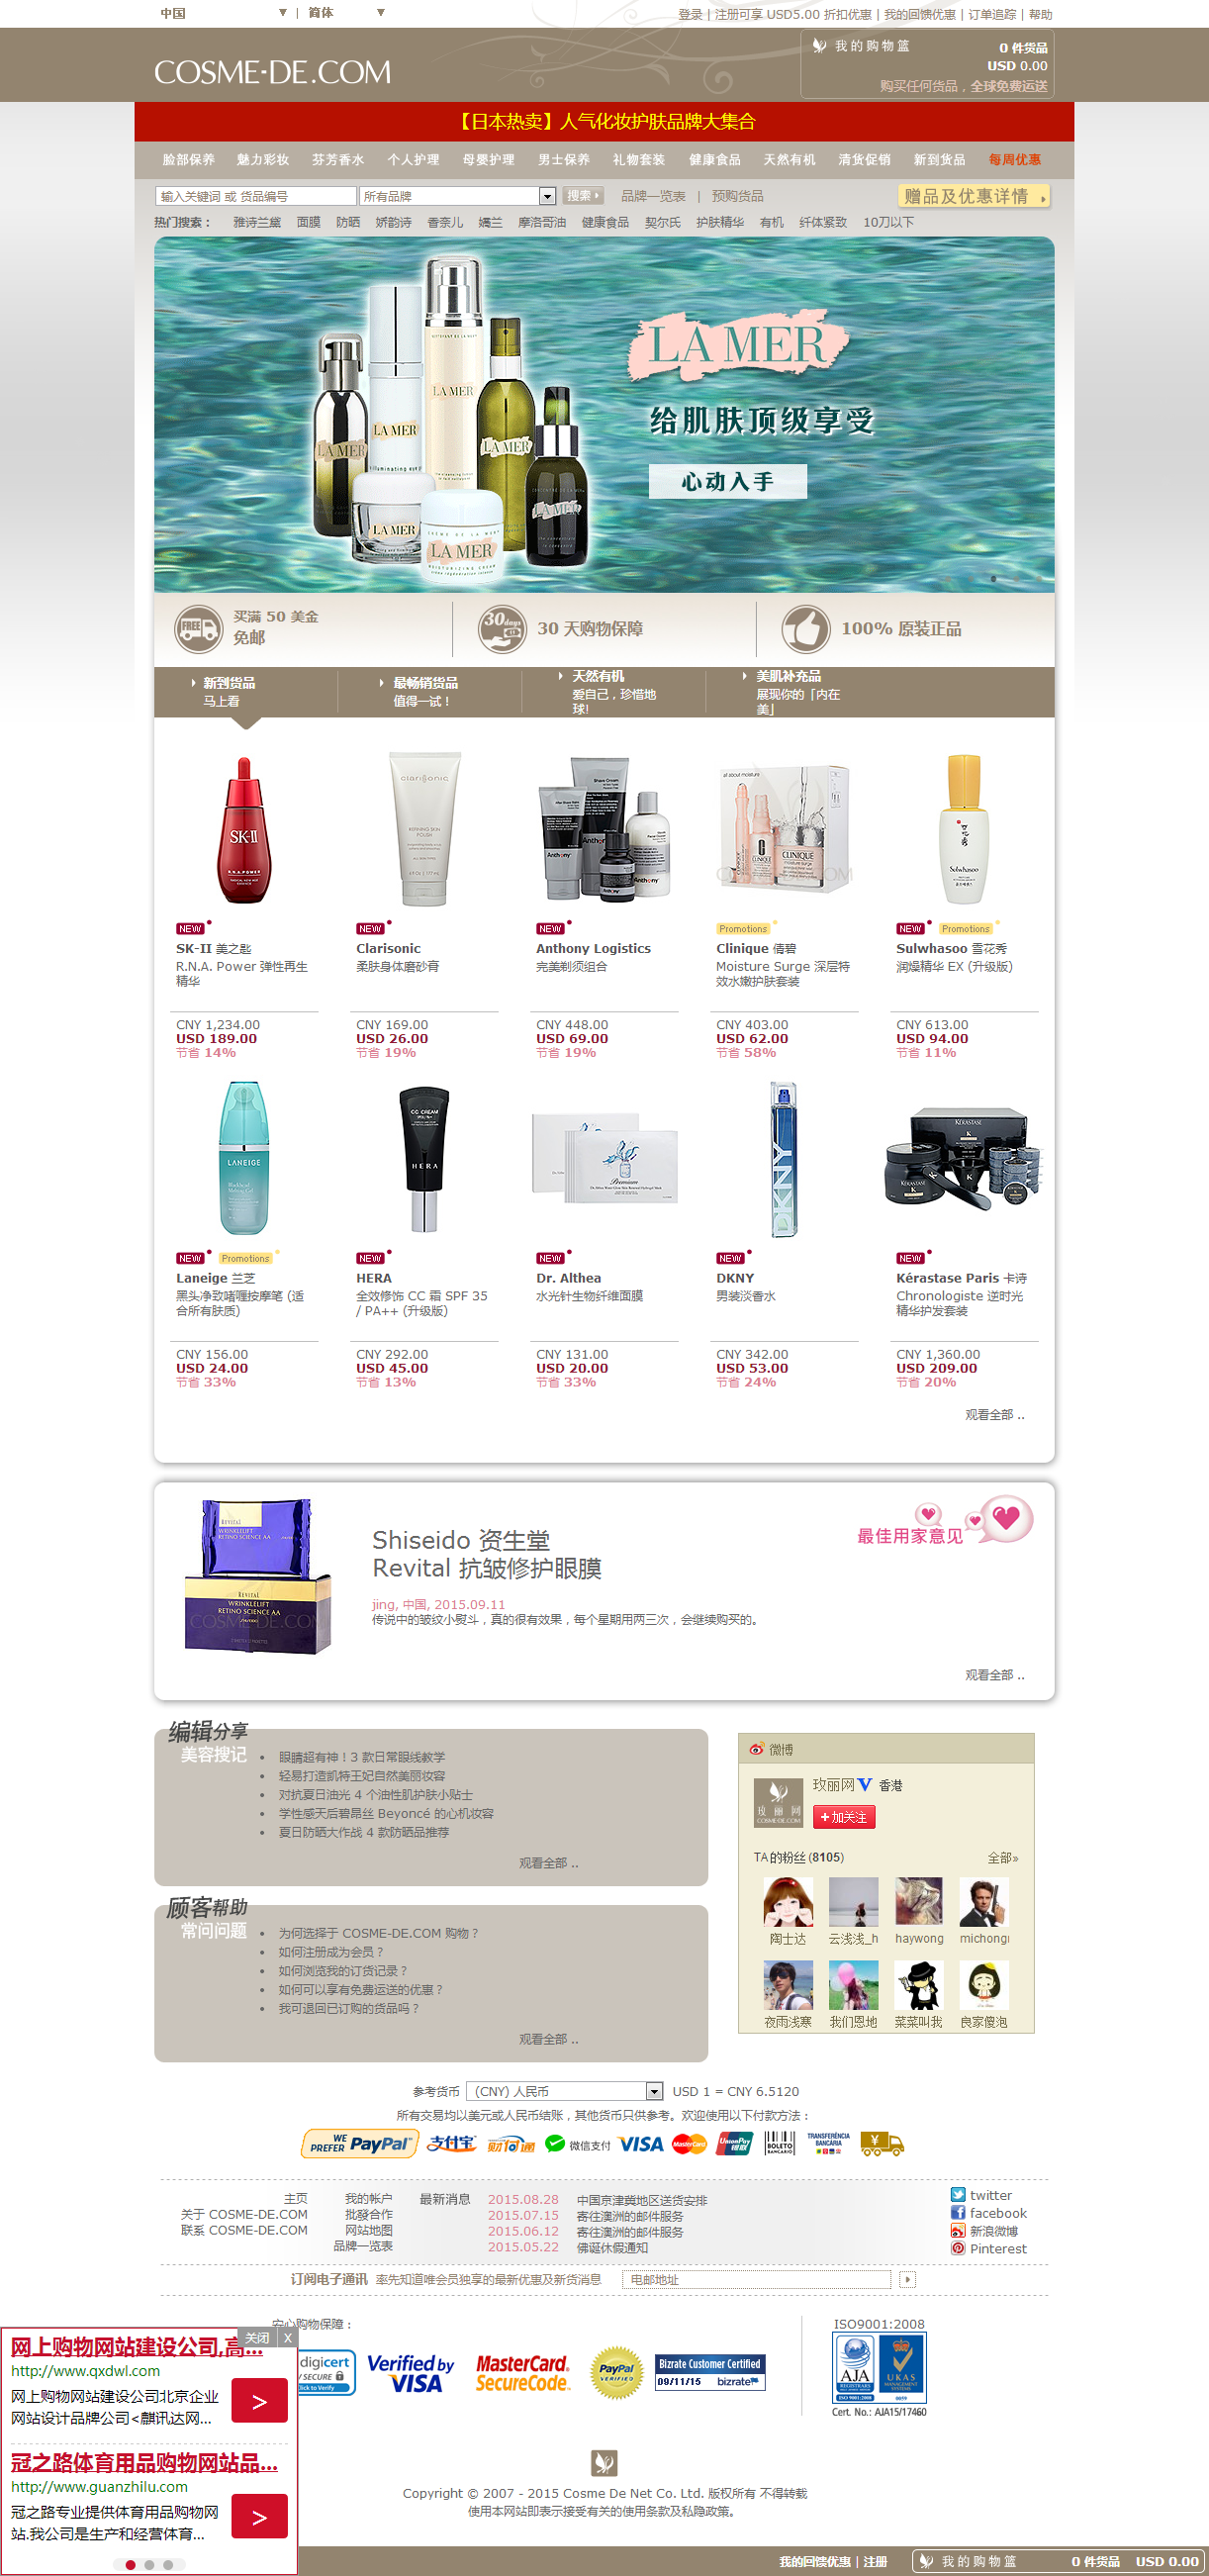 中国 | 简体
登录 | 注册可享 USD5.00 折扣优惠 | 我的回馈优惠 | 订单追踪 | 帮助
COSME-DE.COM
我的购物篮 0 件货品
USD 0.00
购买任何货品，全球免费运送
【日本热卖】人气化妆护肤品牌大集合
脸部保养 魅力彩妆 芬芳香水 个人护理 母婴护理 男士保养 礼物套装 健康食品 天然有机 清货促销 新到货品 每周优惠
输入关键词 或 货品编号 所有品牌 搜索 品牌一览表 | 预购货品 赠品及优惠详情
热门搜索： 雅诗兰黛 面膜 防晒 娇韵诗 香奈儿 嬌兰 摩洛哥油 健康食品 契尔氏 护肤精华 有机 纤体紧致 10刀以下
LA MER
给肌肤顶级享受
心动入手
FREE 买满 50 美金
免邮
30 days 30 天购物保障
100% 原装正品
新到货品
马上看
最畅销货品
值得一试！
天然有机
爱自己，珍惜地
球!
美肌补充品
展现你的「内在
美」
NEW
SK-II 美之匙
R.N.A. Power 弹性再生
精华
CNY 1,234.00
USD 189.00
节省 14%
NEW
Clarisonic
柔肤身体磨砂膏
CNY 169.00
USD 26.00
节省 19%
NEW
Anthony Logistics
完美剃须组合
CNY 448.00
USD 69.00
节省 19%
Promotions
Clinique 倩碧
Moisture Surge 深层特
效水嫩护肤套装
CNY 403.00
USD 62.00
节省 58%
NEW Promotions
Sulwhasoo 雪花秀
润燥精华 EX (升级版)
CNY 613.00
USD 94.00
节省 11%
NEW Promotions
Laneige 兰芝
黑头净致啫喱按摩笔 (适
合所有肤质)
CNY 156.00
USD 24.00
节省 33%
NEW
HERA
全效修饰 CC 霜 SPF 35
/ PA++ (升级版)
CNY 292.00
USD 45.00
节省 13%
NEW
Dr. Althea
水光针生物纤维面膜
CNY 131.00
USD 20.00
节省 33%
NEW
DKNY
男装淡香水
CNY 342.00
USD 53.00
节省 24%
NEW
Kérastase Paris 卡诗
Chronologiste 逆时光
精华护发套装
CNY 1,360.00
USD 209.00
节省 20%
观看全部 ..
Shiseido 资生堂
Revital 抗皱修护眼膜
最佳用家意见
jing, 中国, 2015.09.11
传说中的皱纹小熨斗，真的很有效果，每个星期用两三次，会继续购买的。
观看全部 ..
编辑分享
美容搜记
眼睛超有神！3 款日常眼线教学
轻易打造凯特王妃自然美丽妆容
对抗夏日油光 4 个油性肌护肤小贴士
学性感天后碧昂丝 Beyoncé 的心机妆容
夏日防晒大作战 4 款防晒品推荐
观看全部 ..
顾客帮助
常问问题
为何选择于 COSME-DE.COM 购物？
如何注册成为会员？
如何浏览我的订货记录？
如何可以享有免费运送的优惠？
我可退回已订购的货品吗？
观看全部 ..
微博
玫丽网 香港
+加关注
TA的粉丝(8105) 全部»
陶士达 云浅浅_h haywong michongr
夜雨浅寒 我们恩地 菜菜叫我 良家傻泡
参考货币 (CNY) 人民币 USD 1 = CNY 6.5120
所有交易均以美元或人民币结账，其他货币只供参考。欢迎使用以下付款方法：
WE PREFER PayPal 支付宝 财付通 微信支付 VISA MasterCard UnionPay 银联 BOLETO BANCÁRIO TRANSFERÊNCIA BANCÁRIA
主页
关于 COSME-DE.COM
联系 COSME-DE.COM
我的帐户
批發合作
网站地图
品牌一览表
最新消息
2015.08.28 中国京津冀地区送货安排
2015.07.15 寄往澳洲的邮件服务
2015.06.12 寄往澳洲的邮件服务
2015.05.22 佛诞休假通知
twitter
facebook
新浪微博
Pinterest
订阅电子通讯 率先知道唯会员独享的最新优惠及新货消息 电邮地址
安心购物保障：
digicert
SECURE
Click to Verify
Verified by VISA
MasterCard. SecureCode.
PayPal VERIFIED
Bizrate Customer Certified
09/11/15 bizrate
ISO9001:2008
AJA UKAS
Cert. No.: AJA15/17460
关闭 X
网上购物网站建设公司,高...
http://www.qxdwl.com
网上购物网站建设公司北京企业
网站设计品牌公司<麒讯达网...
冠之路体育用品购物网站品...
http://www.guanzhilu.com
冠之路专业提供体育用品购物网
站.我公司是生产和经营体育...
Copyright © 2007 - 2015 Cosme De Net Co. Ltd. 版权所有 不得转载
使用本网站即表示接受有关的使用条款及私隐政策。
我的回馈优惠 | 注册 我的购物篮 0 件货品 USD 0.00